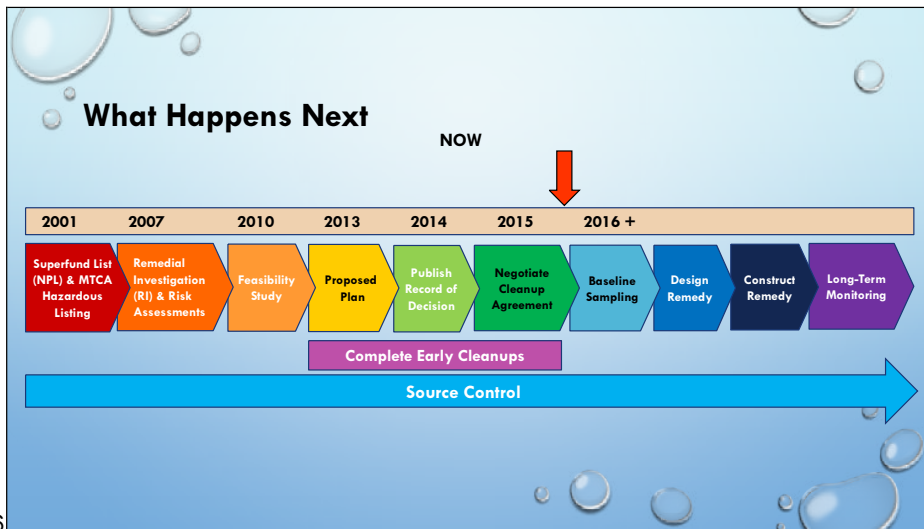 What Happens Next
NOW
2001 2007 2010 2013 2014 2015 2016 +
Superfund List
(NPL) & MTCA
Hazardous
Listing
Remedial
Investigation
(RI) & Risk
Assessments
Feasibility
Study
Proposed
Plan
Publish
Record of
Decision
Negotiate
Cleanup
Agreement
Baseline
Sampling
Design
Remedy
Construct
Remedy
Long-Term
Monitoring
Complete Early Cleanups
Source Control